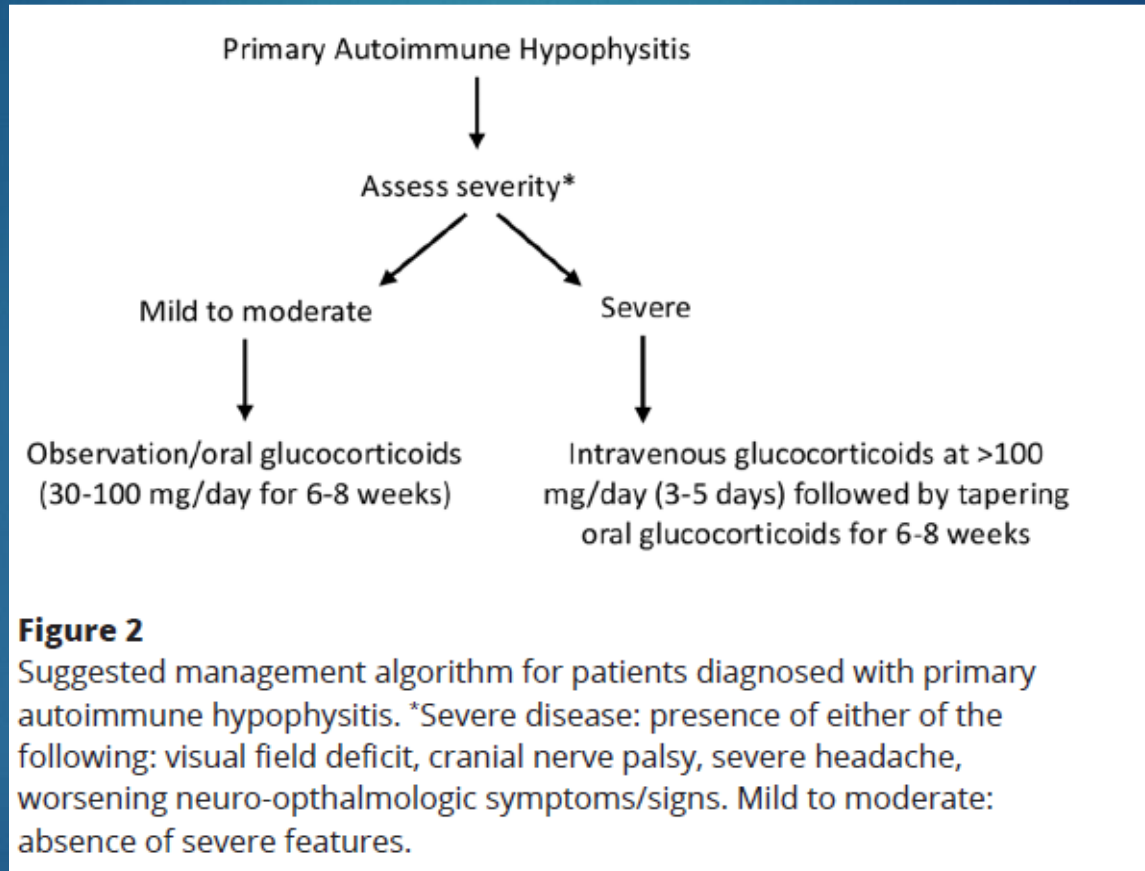 Primary Autoimmune Hypophysitis
Assess severity*
Mild to moderate
Severe
Observation/oral glucocorticoids
(30-100 mg/day for 6-8 weeks)
Intravenous glucocorticoids at >100
mg/day (3-5 days) followed by tapering
oral glucocorticoids for 6-8 weeks
Figure 2
Suggested management algorithm for patients diagnosed with primary
autoimmune hypophysitis. *Severe disease: presence of either of the
following: visual field deficit, cranial nerve palsy, severe headache,
worsening neuro-opthalmologic symptoms/signs. Mild to moderate:
absence of severe features.